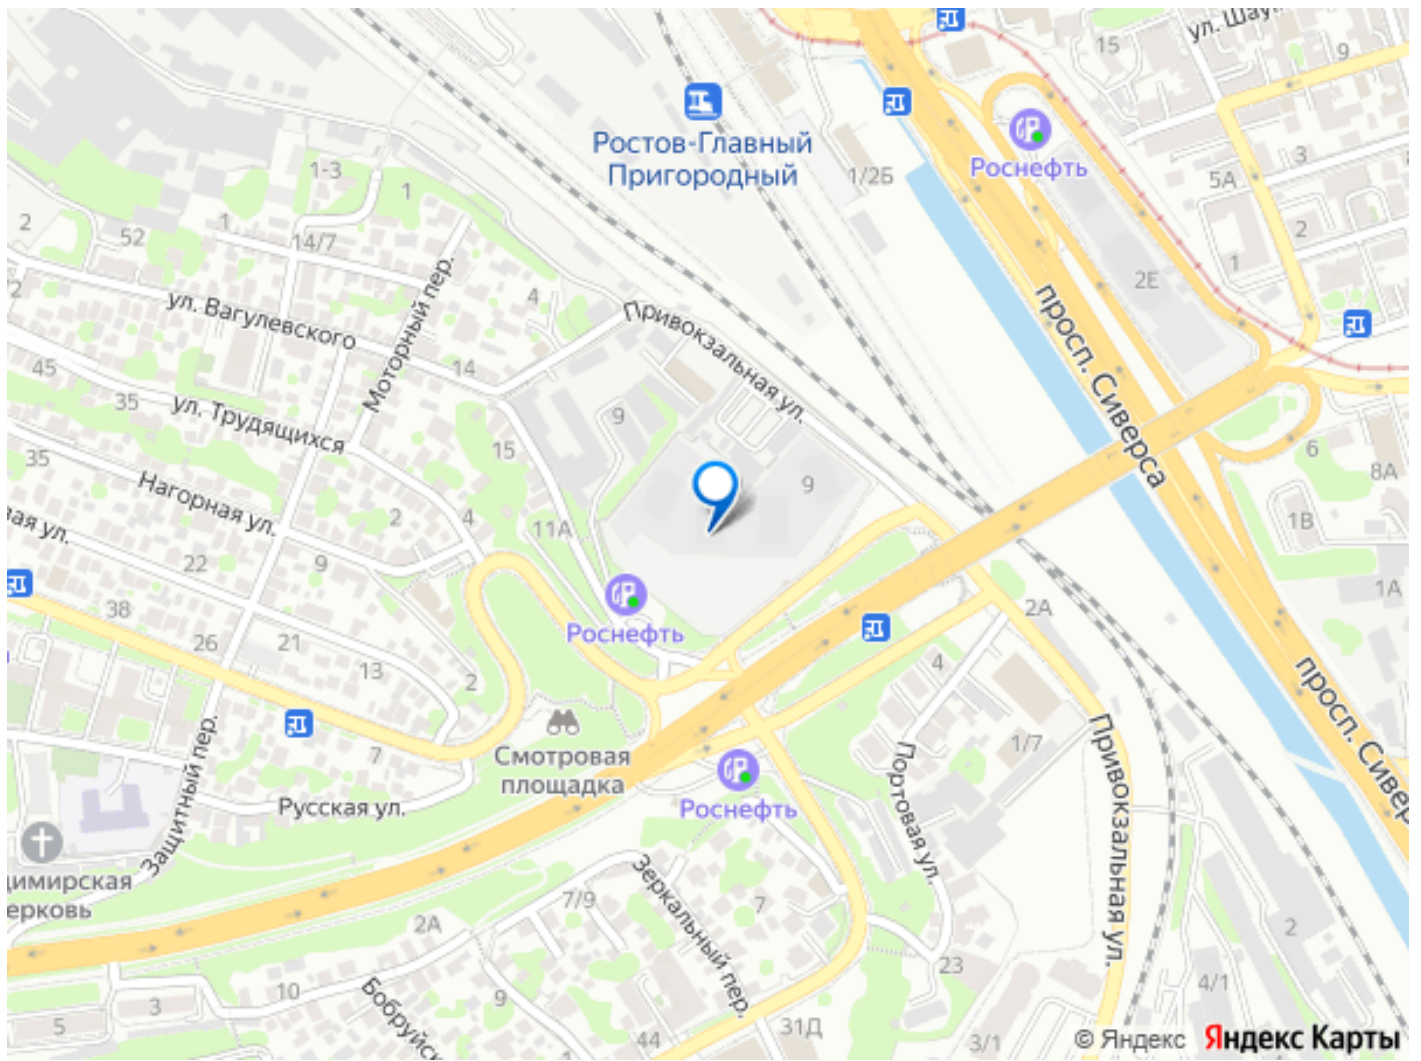 ул. Шау
15
9
Ростов-Главный
Пригородный
Роснефть
1/2Б
3
5А
8
2
1
2Е
1-3
1
1
2
52
14/7
4
2
ул. Вагулевского
Моторный пер.
Привокзальная ул.
просп. Сиверса
14
45
35
ул. Трудящихся
9
15
35
Нагорная ул.
2
4
9
6
8А
1В
вая ул.
22
9
11А
1А
38
26
21
13
2
Роснефть
2А
4
просп. Сивер
7
Защитный пер.
Смотровая
площадка
Роснефть
1/7
Портовая ул.
Привокзальная ул.
Русская ул.
димирская
ерковь
2А
7/9
Зеркальный пер.
7
2
23
10
3
5
9
Бобруйск
44
31Д
3/1
4/1
© Яндекс Яндекс Карты